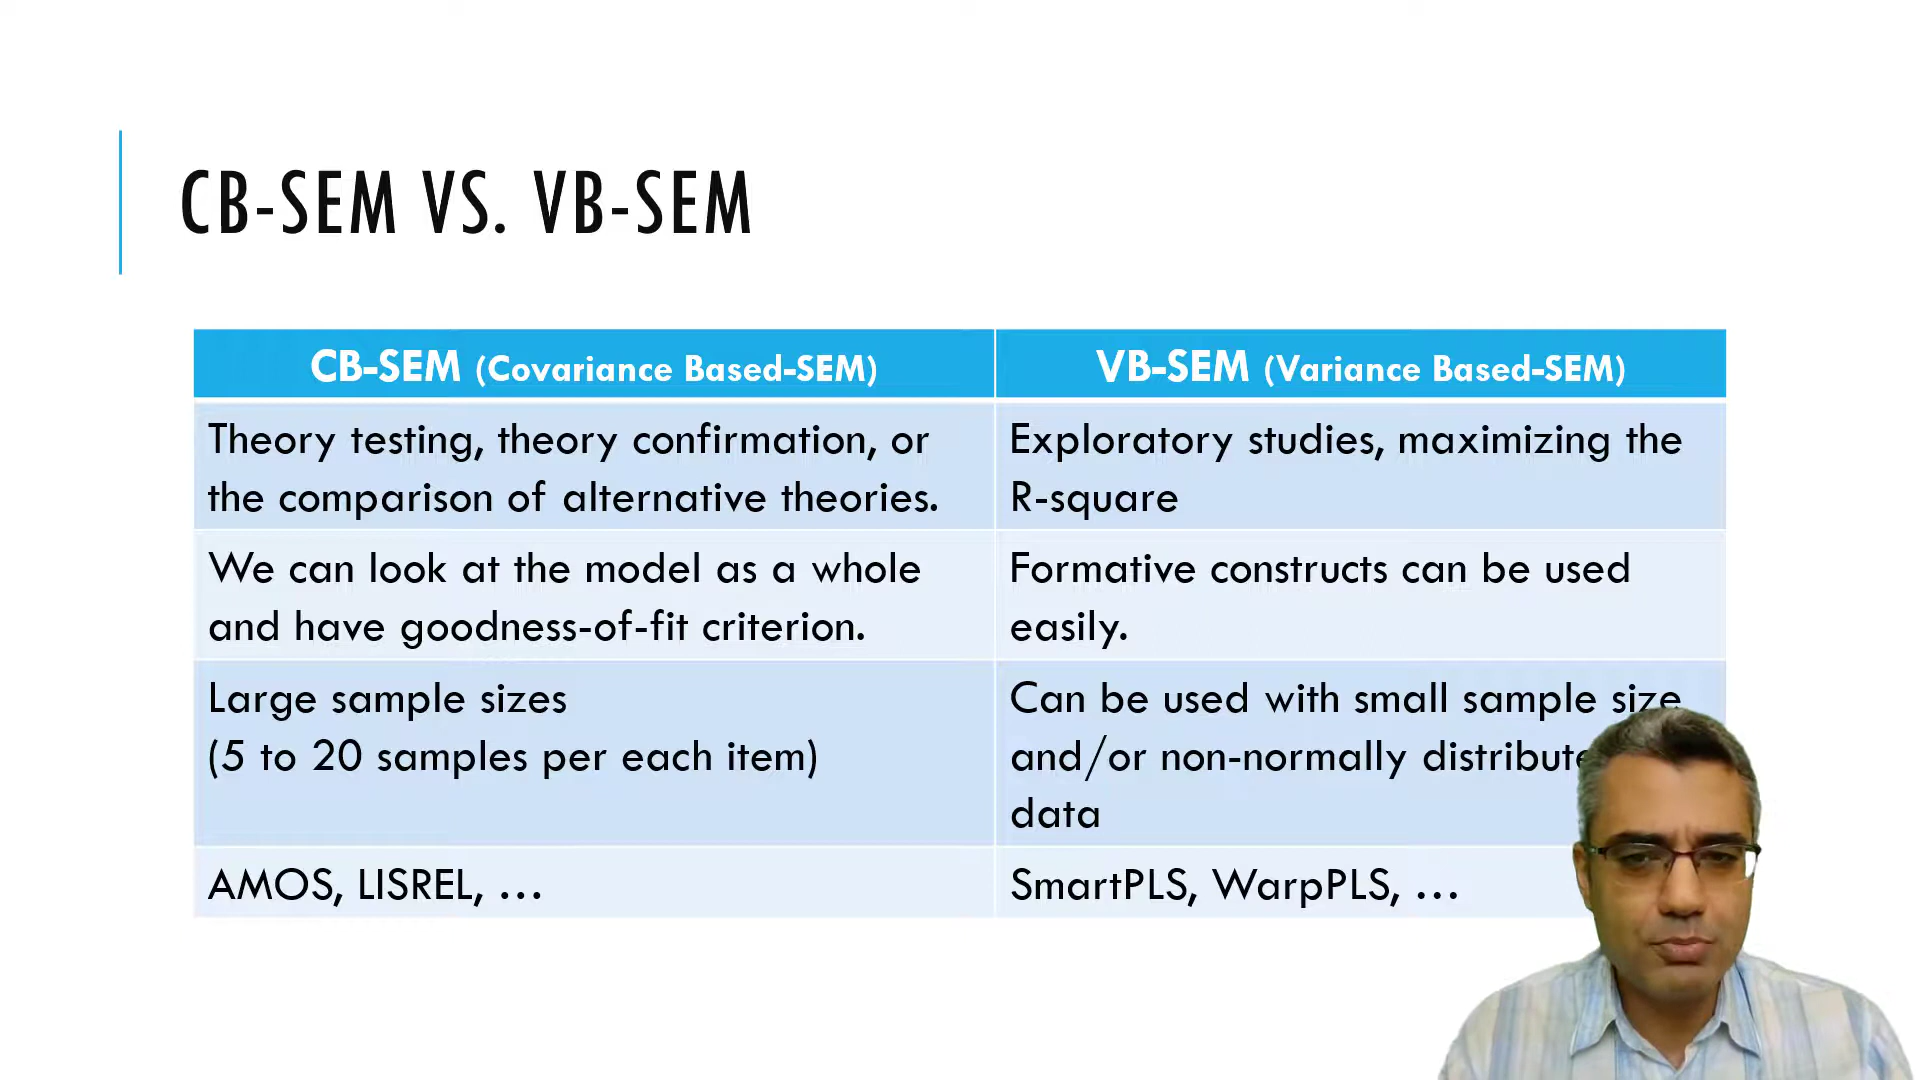 CB-SEM VS. VB-SEM
CB-SEM (Covariance Based-SEM)
VB-SEM (Variance Based-SEM)
Theory testing, theory confirmation, or
the comparison of alternative theories.
Exploratory studies, maximizing the
R-square
We can look at the model as a whole
and have goodness-of-fit criterion.
Formative constructs can be used
easily.
Large sample sizes
(5 to 20 samples per each item)
Can be used with small sample size
and/or non-normally
data
AMOS, LISREL, ...
SmartPLS, WarpPLS, ...